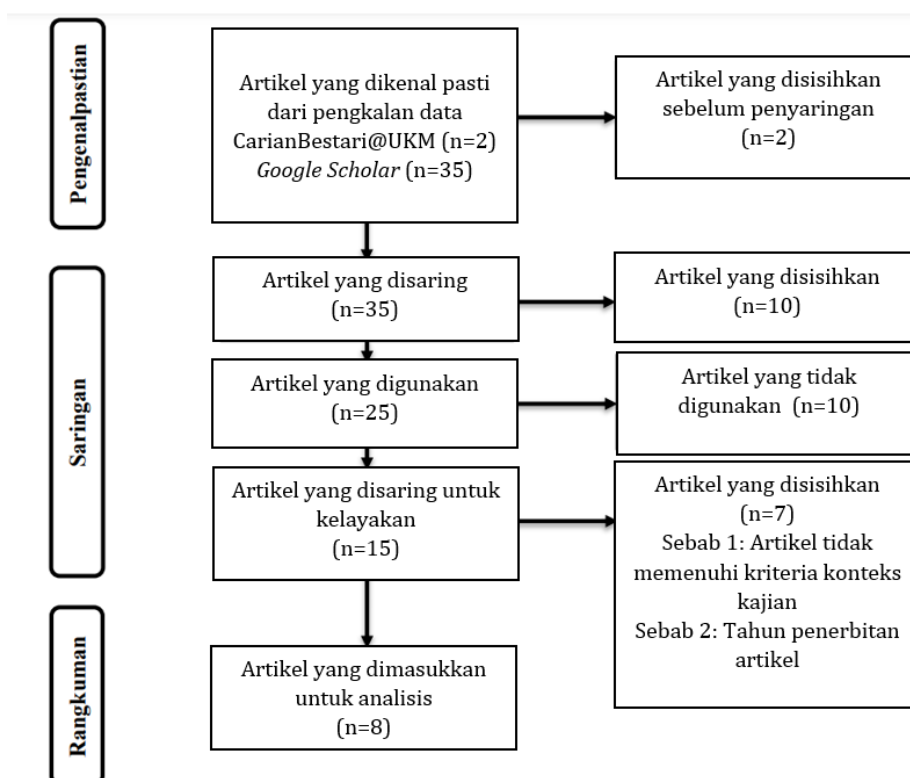 Pengenalpastian
Artikel yang dikenal pasti
dari pengkalan data
CarianBestari@UKM (n=2)
Google Scholar (n=35)
Artikel yang disisihkan
sebelum penyaringan
(n=2)
Saringan
Artikel yang disaring
(n=35)
Artikel yang disisihkan
(n=10)
Artikel yang digunakan
(n=25)
Artikel yang tidak
digunakan (n=10)
Artikel yang disaring untuk
kelayakan
(n=15)
Artikel yang disisihkan
(n=7)
Sebab 1: Artikel tidak
memenuhi kriteria konteks
kajian
Sebab 2: Tahun penerbitan
artikel
Rangkuman
Artikel yang dimasukkan
untuk analisis
(n=8)